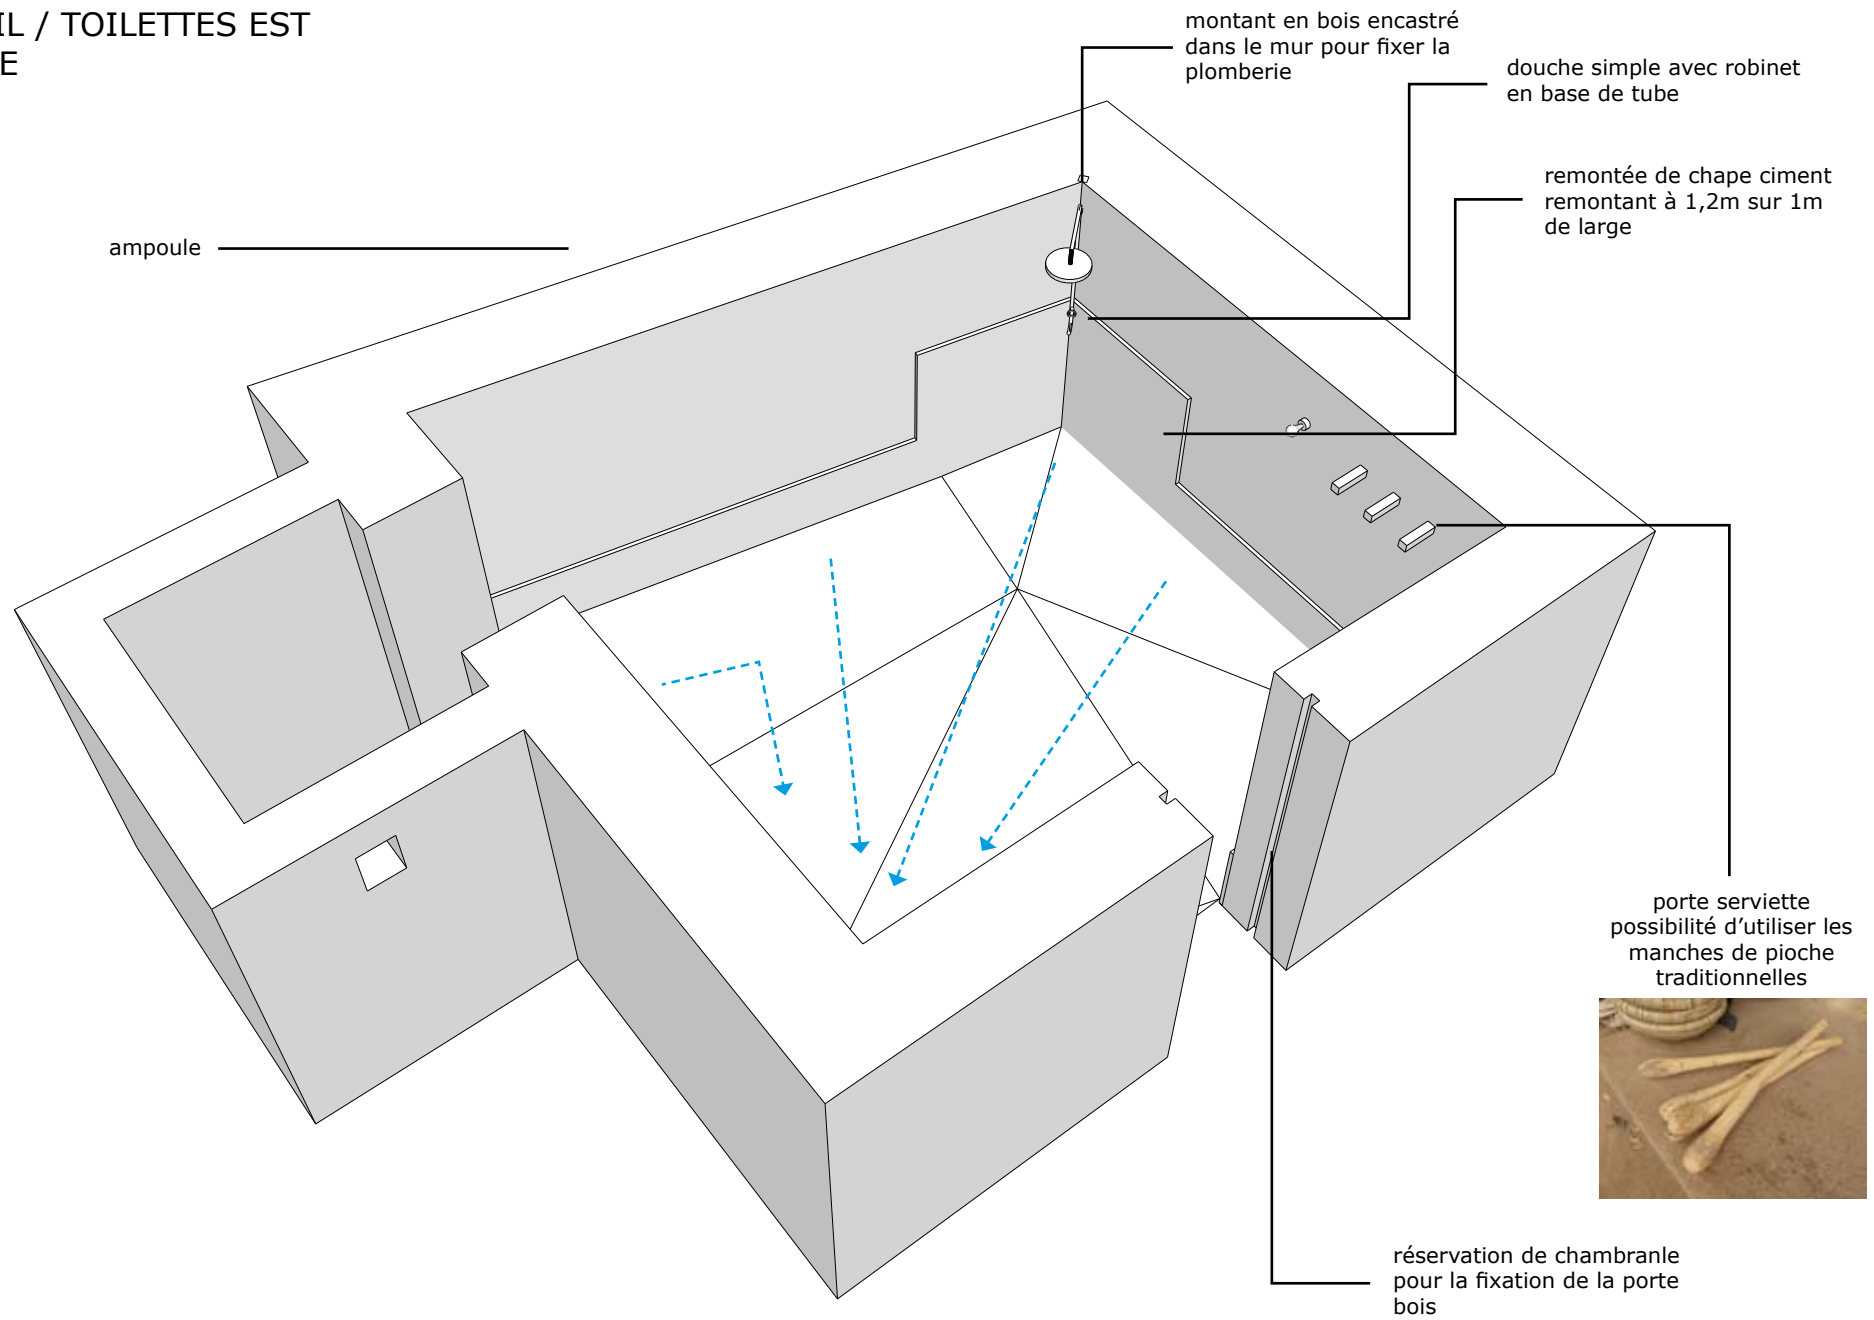 IL / TOILETTES EST
E
montant en bois encastré
dans le mur pour fixer la
plomberie
douche simple avec robinet
en base de tube
remontée de chape ciment
remontant à 1,2m sur 1m
de large
ampoule
porte serviette
possibilité d’utiliser les
manches de pioche
traditionnelles
réservation de chambranle
pour la fixation de la porte
bois